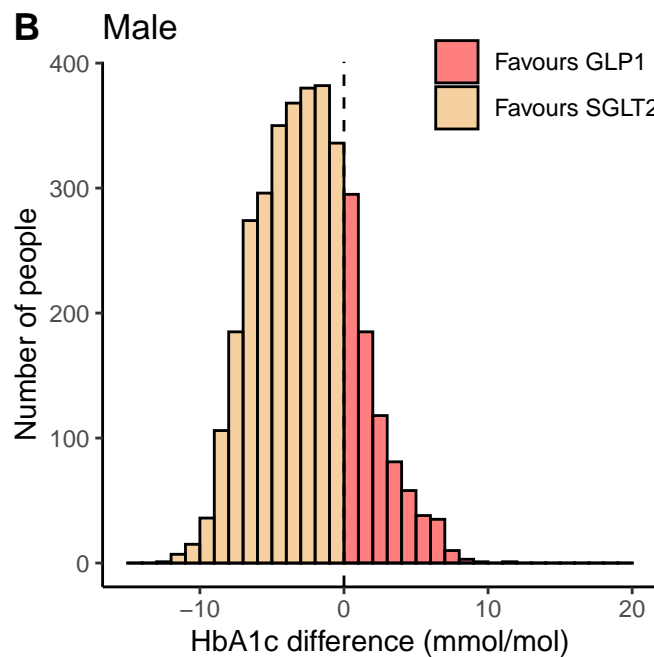 B Male
Favours GLP1
Favours SGLT2
Number of people
400
300
200
100
0
−10 0 10 20
HbA1c difference (mmol/mol)